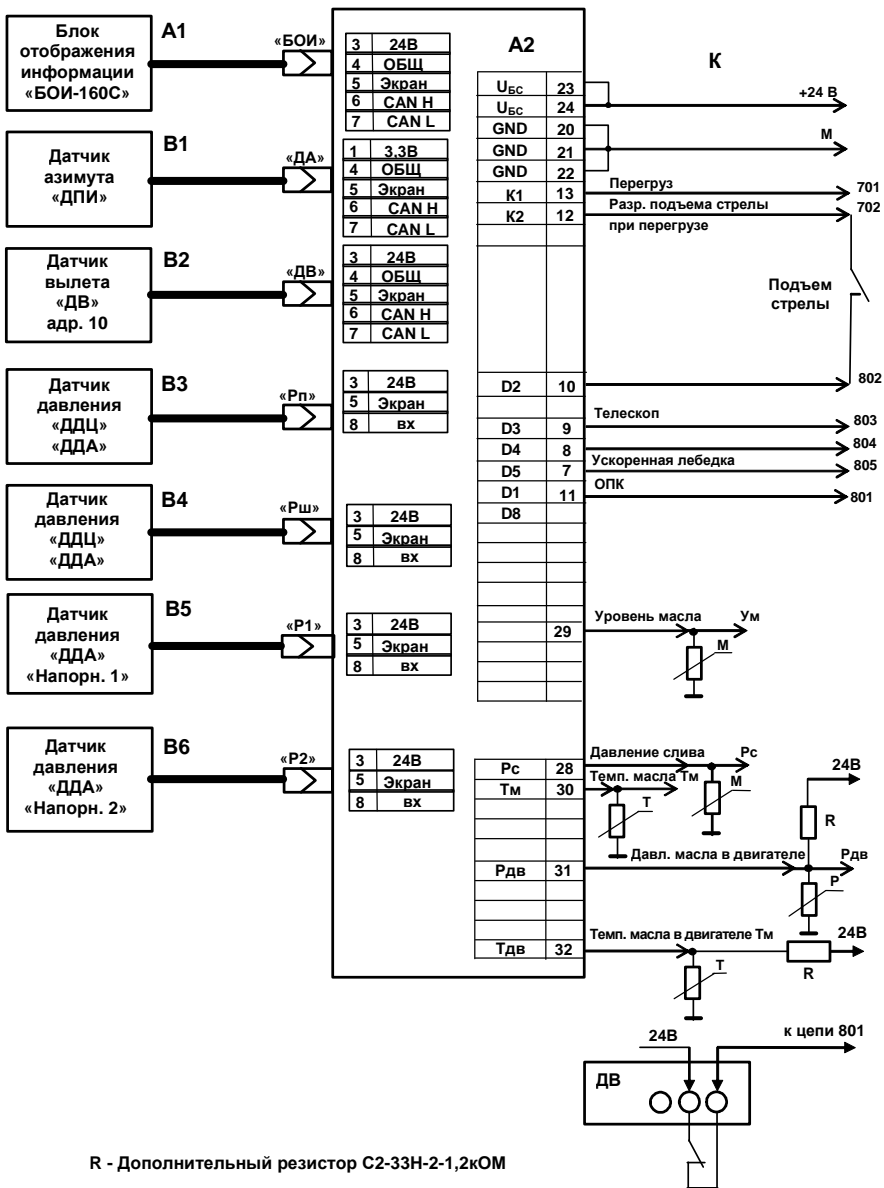 Блок
отображения
информации
«БОИ-160С»
A1
«БОИ»
3 24В
4 ОБЩ
5 Экран
6 CAN H
7 CAN L
Датчик
азимута
«ДПИ»
B1
«ДА»
1 3,3В
4 ОБЩ
5 Экран
6 CAN H
7 CAN L
Датчик
вылета
«ДВ»
адр. 10
B2
«ДВ»
3 24В
4 ОБЩ
5 Экран
6 CAN H
7 CAN L
Датчик
давления
«ДДЦ»
«ДДА»
B3
«Рп»
3 24В
5 Экран
8 вх
Датчик
давления
«ДДЦ»
«ДДА»
B4
«Рш»
3 24В
5 Экран
8 вх
Датчик
давления
«ДДА»
«Напорн. 1»
B5
«Р1»
3 24В
5 Экран
8 вх
Датчик
давления
«ДДА»
«Напорн. 2»
B6
«Р2»
3 24В
5 Экран
8 вх
A2
К
UБС 23
UБС 24
+24 В
GND 20
GND 21
М
GND 22
К1 13
Перегруз
701
К2 12
Разр. подъема стрелы
702
при перегрузе
Подъем
стрелы
D2 10
802
D3 9
Телескоп
803
D4 8
804
D5 7
Ускоренная лебедка
805
D1 11
ОПК
801
D8
29
Уровень масла
Ум
М
Рс 28
Давление слива
Рс
М
Тм 30
Темп. масла Тм
Т
24В
R
Рдв 31
Давл. масла в двигателе
Рдв
Р
Тдв 32
Темп. масла в двигателе Тм
24В
R
Т
24В
к цепи 801
ДВ
R - Дополнительный резистор С2-33Н-2-1,2кОМ